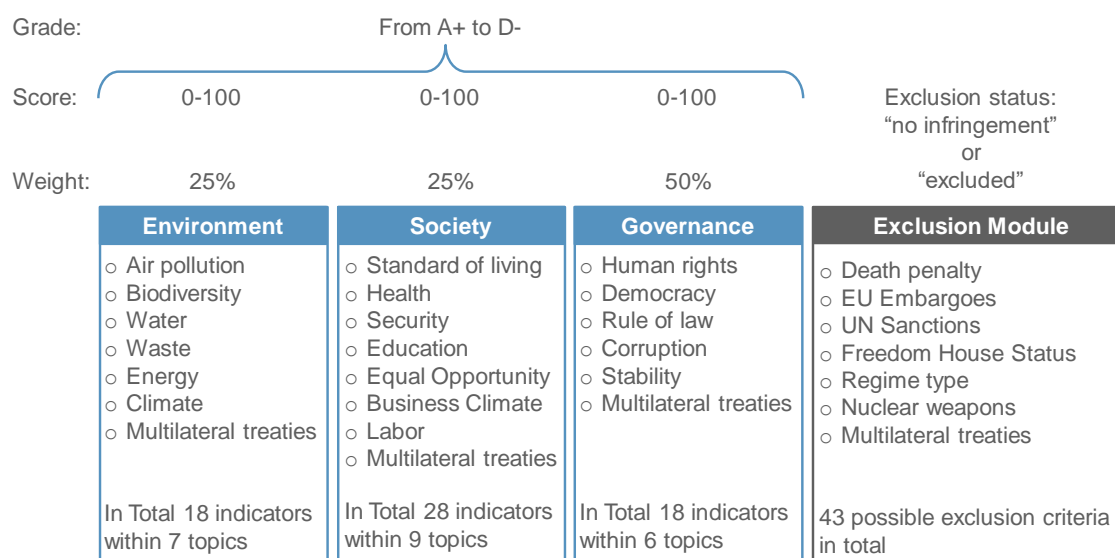 Grade: From A+ to D-
Score: 0-100 0-100 0-100
Exclusion status:
“no infringement”
or
“excluded”
Weight: 25% 25% 50%
Environment
○ Air pollution
○ Biodiversity
○ Water
○ Waste
○ Energy
○ Climate
○ Multilateral treaties
In Total 18 indicators
within 7 topics
Society
○ Standard of living
○ Health
○ Security
○ Education
○ Equal Opportunity
○ Business Climate
○ Labor
○ Multilateral treaties
In Total 28 indicators
within 9 topics
Governance
○ Human rights
○ Democracy
○ Rule of law
○ Corruption
○ Stability
○ Multilateral treaties
In Total 18 indicators
within 6 topics
Exclusion Module
○ Death penalty
○ EU Embargoes
○ UN Sanctions
○ Freedom House Status
○ Regime type
○ Nuclear weapons
○ Multilateral treaties
43 possible exclusion criteria
in total